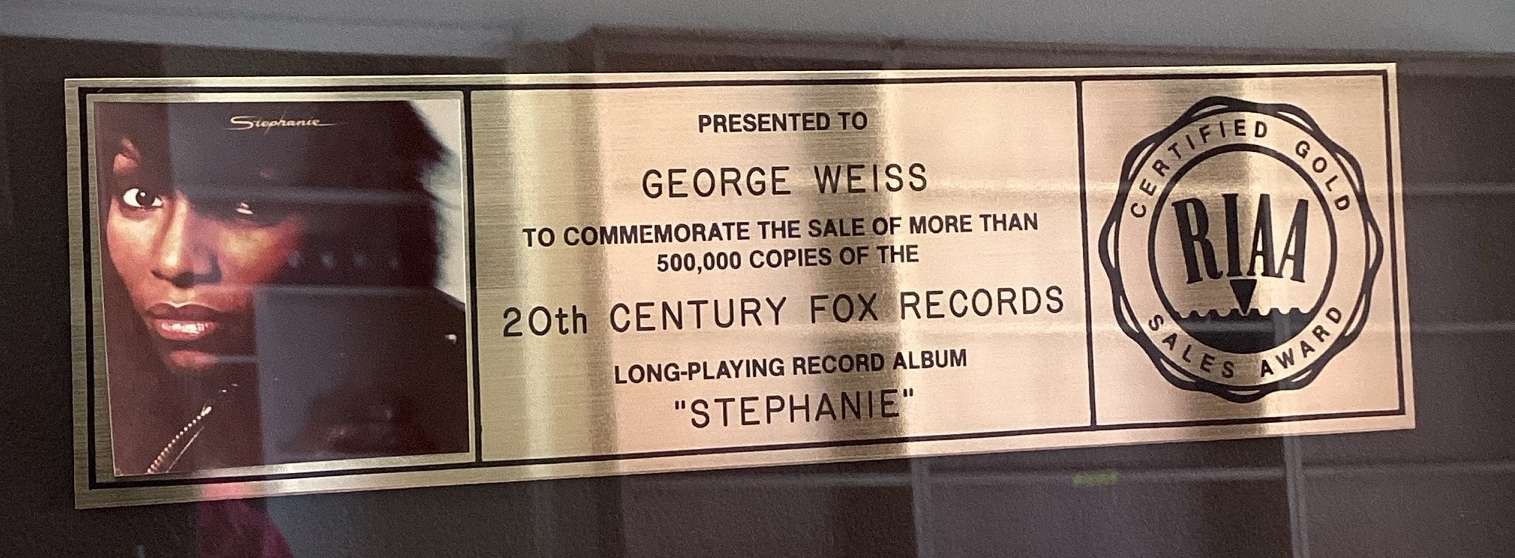 Stephanie
PRESENTED TO
GEORGE WEISS
TO COMMEMORATE THE SALE OF MORE THAN
500,000 COPIES OF THE
20th CENTURY FOX RECORDS
LONG-PLAYING RECORD ALBUM
"STEPHANIE"
CERTIFIED GOLD
RIAA
SALES AWARD